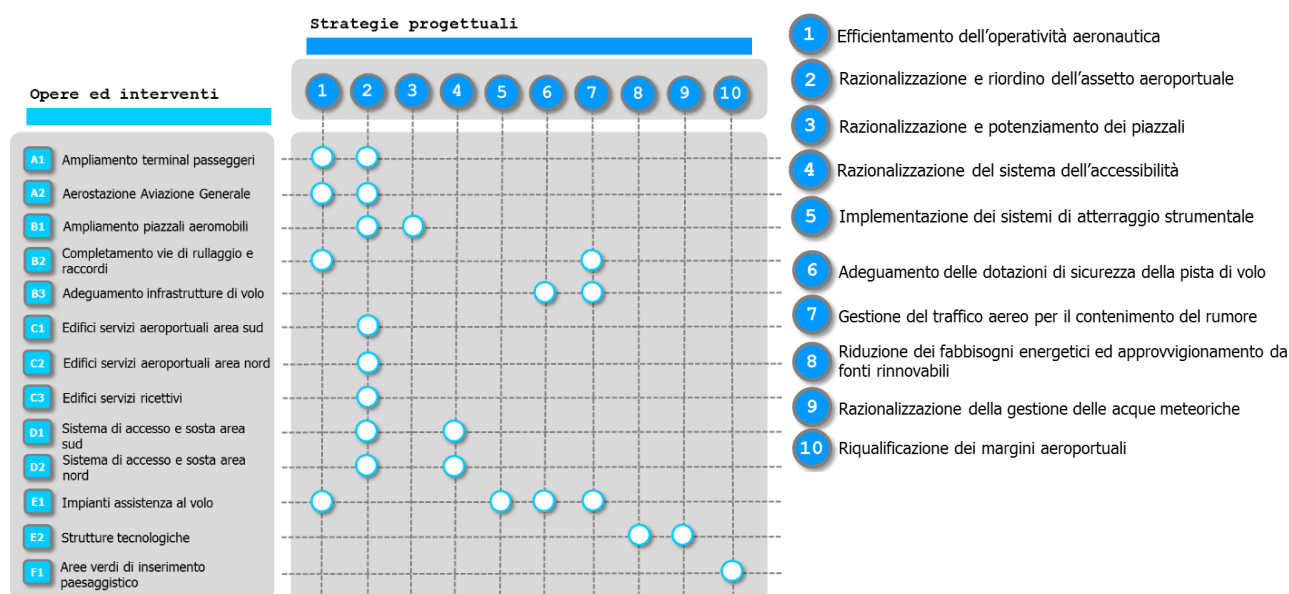 Strategie progettuali
Opere ed interventi
1 2 3 4 5 6 7 8 9 10
A1 Ampliamento terminal passeggeri
A2 Aerostazione Aviazione Generale
B1 Ampliamento piazzali aeromobili
B2 Completamento vie di rullaggio e
raccordi
B3 Adeguamento infrastrutture di volo
C1 Edifici servizi aeroportuali area sud
C2 Edifici servizi aeroportuali area nord
C3 Edifici servizi ricettivi
D1 Sistema di accesso e sosta area
sud
D2 Sistema di accesso e sosta area
nord
E1 Impianti assistenza al volo
E2 Strutture tecnologiche
F1 Aree verdi di inserimento
paesaggistico
1 Efficientamento dell'operatività aeronautica
2 Razionalizzazione e riordino dell'assetto aeroportuale
3 Razionalizzazione e potenziamento dei piazzali
4 Razionalizzazione del sistema dell'accessibilità
5 Implementazione dei sistemi di atterraggio strumentale
6 Adeguamento delle dotazioni di sicurezza della pista di volo
7 Gestione del traffico aereo per il contenimento del rumore
8 Riduzione dei fabbisogni energetici ed approvvigionamento da
fonti rinnovabili
9 Razionalizzazione della gestione delle acque meteoriche
10 Riqualificazione dei margini aeroportuali